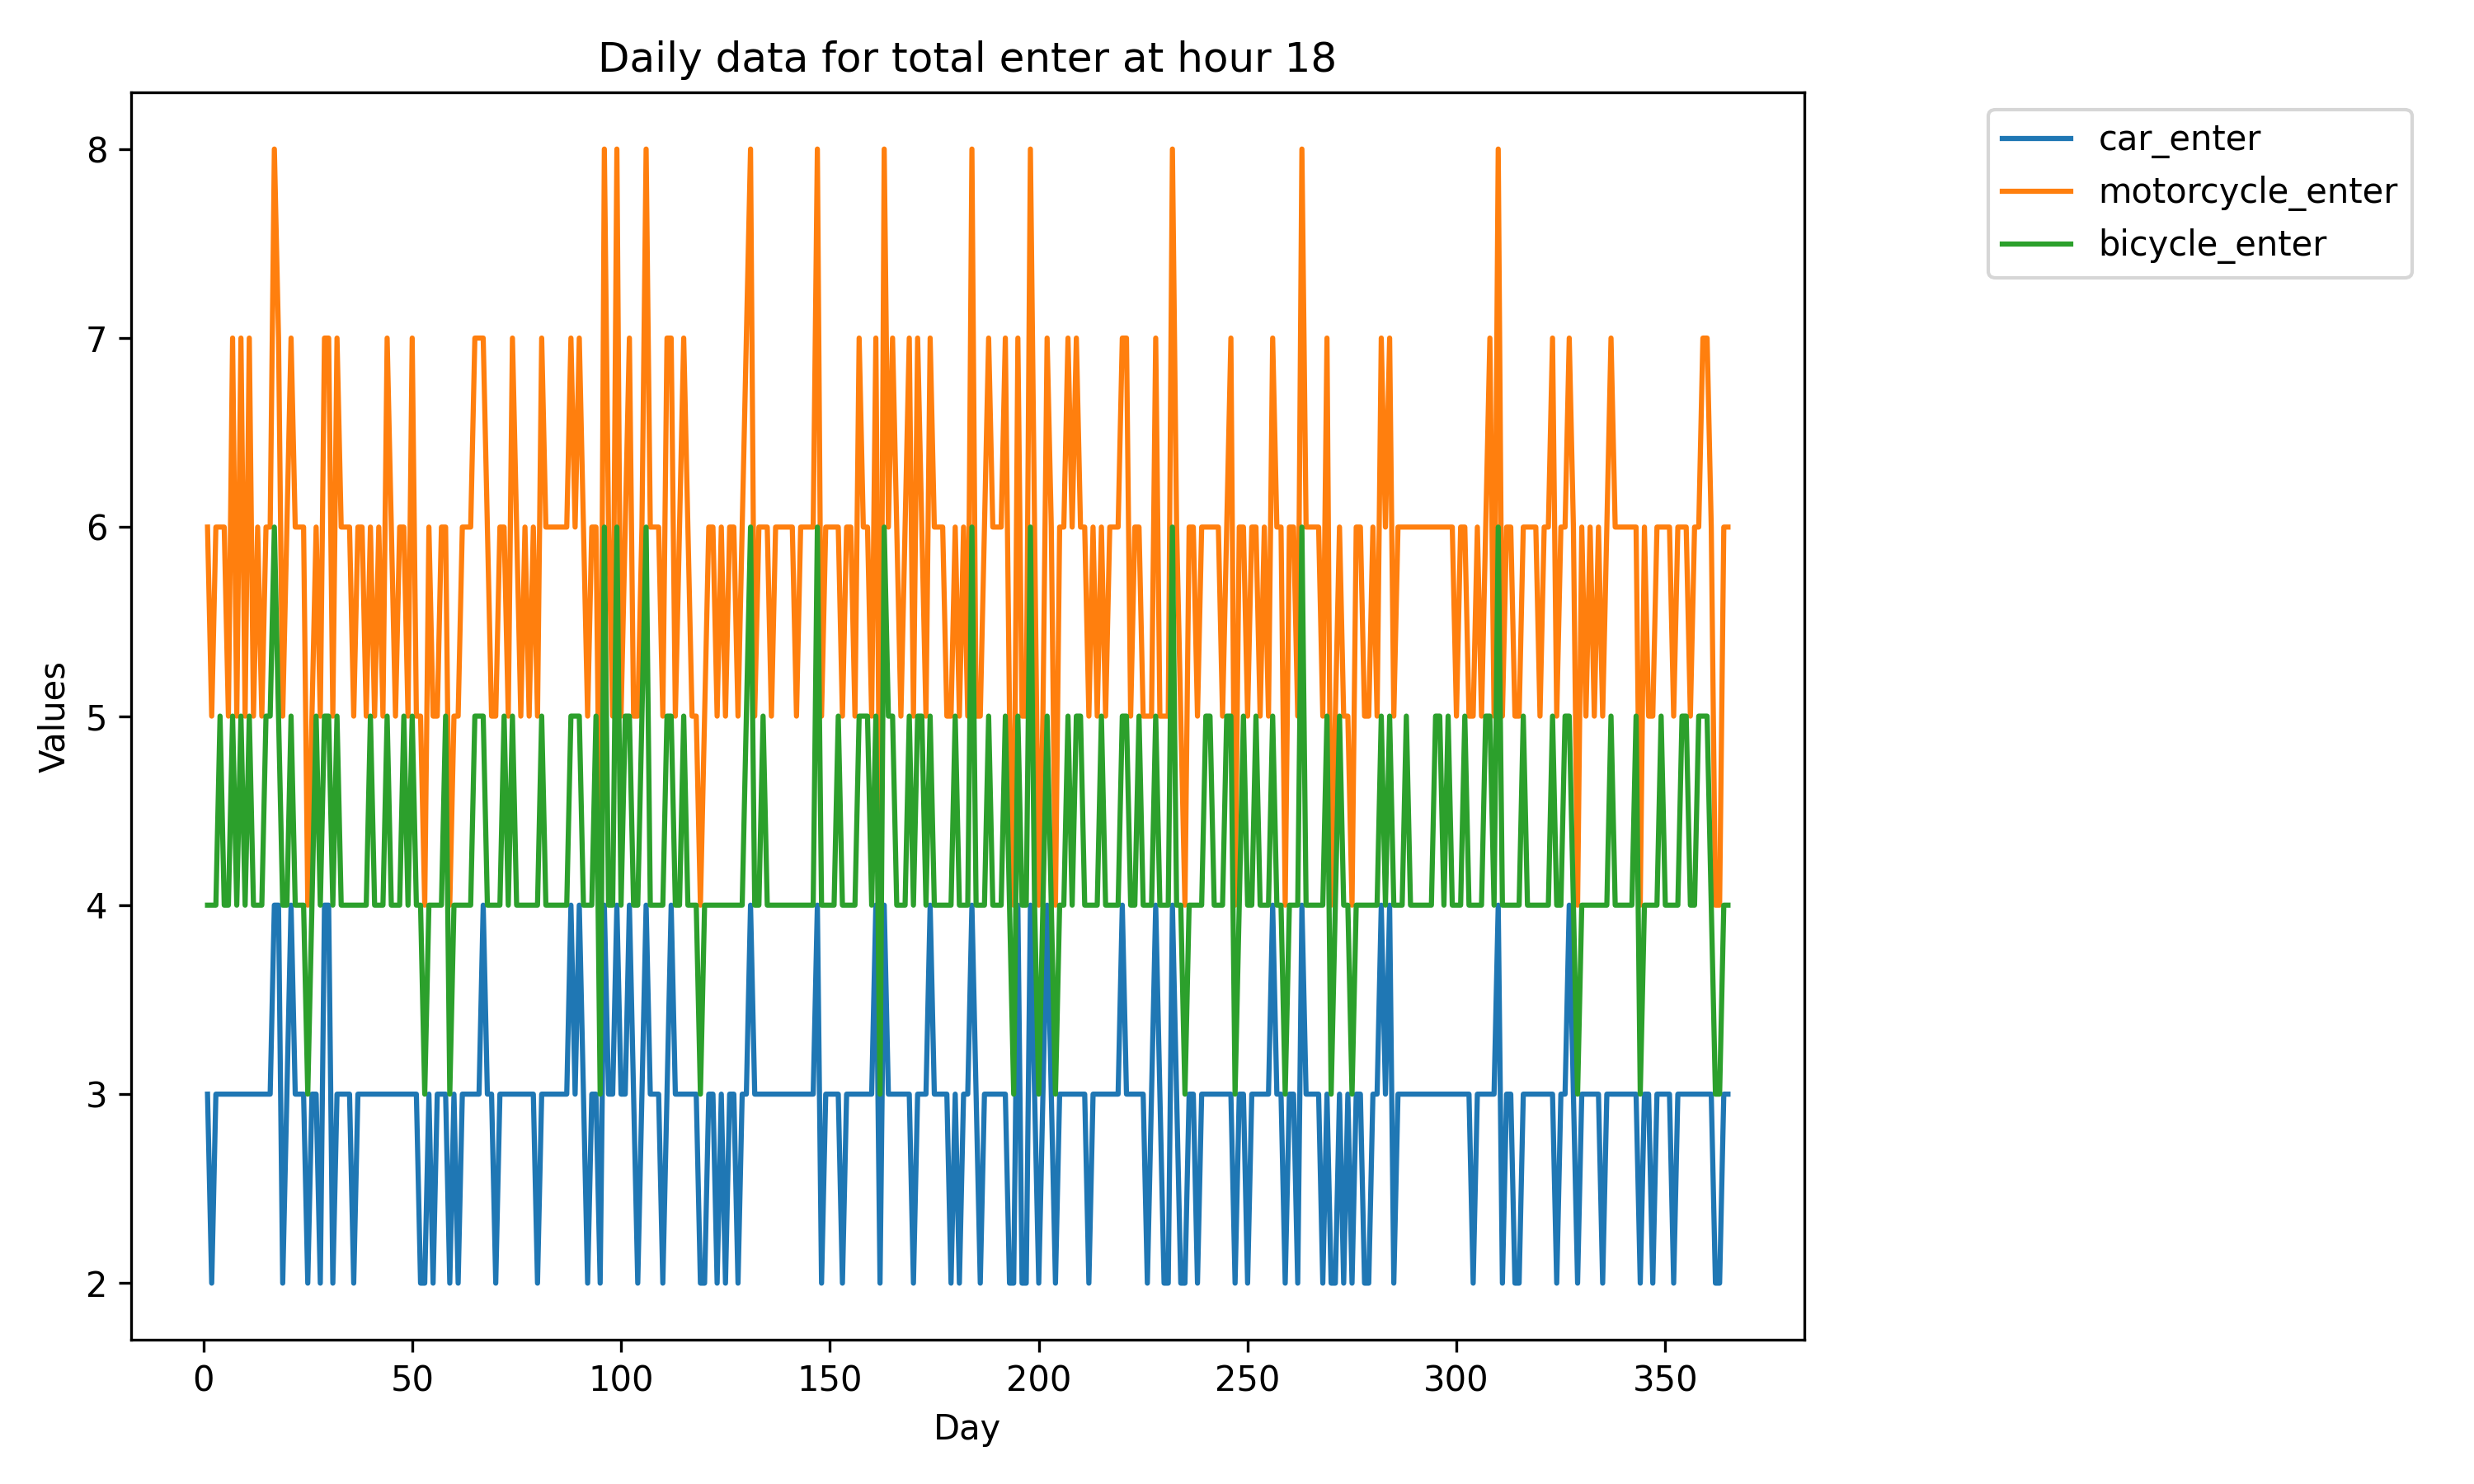 Daily data for total enter at hour 18
car_enter
motorcycle_enter
bicycle_enter
8
7
6
5
4
3
2
Values
0 50 100 150 200 250 300 350
Day